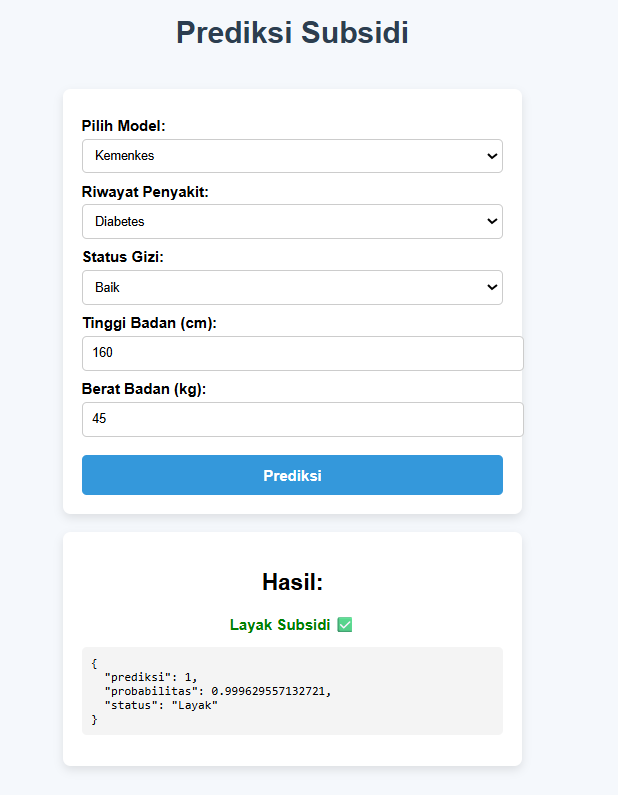 Prediksi Subsidi
Pilih Model:
Kemenkes
Riwayat Penyakit:
Diabetes
Status Gizi:
Baik
Tinggi Badan (cm):
160
Berat Badan (kg):
45
Prediksi
Hasil:
Layak Subsidi ✅
{
  "prediksi": 1,
  "probabilitas": 0.999629557132721,
  "status": "Layak"
}